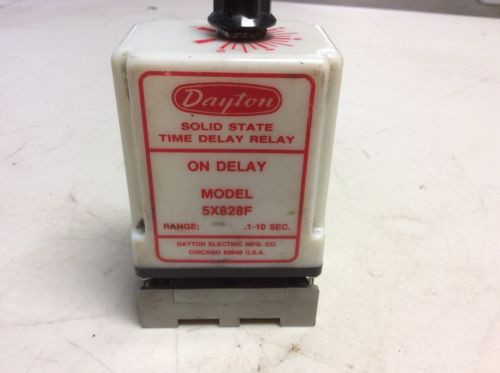 Dayton
SOLID STATE
TIME DELAY RELAY
ON DELAY
MODEL
5X828F
RANGE: .1-10 SEC.
DAYTON ELECTRIC MFG. CO.
CHICAGO 60648 U.S.A.